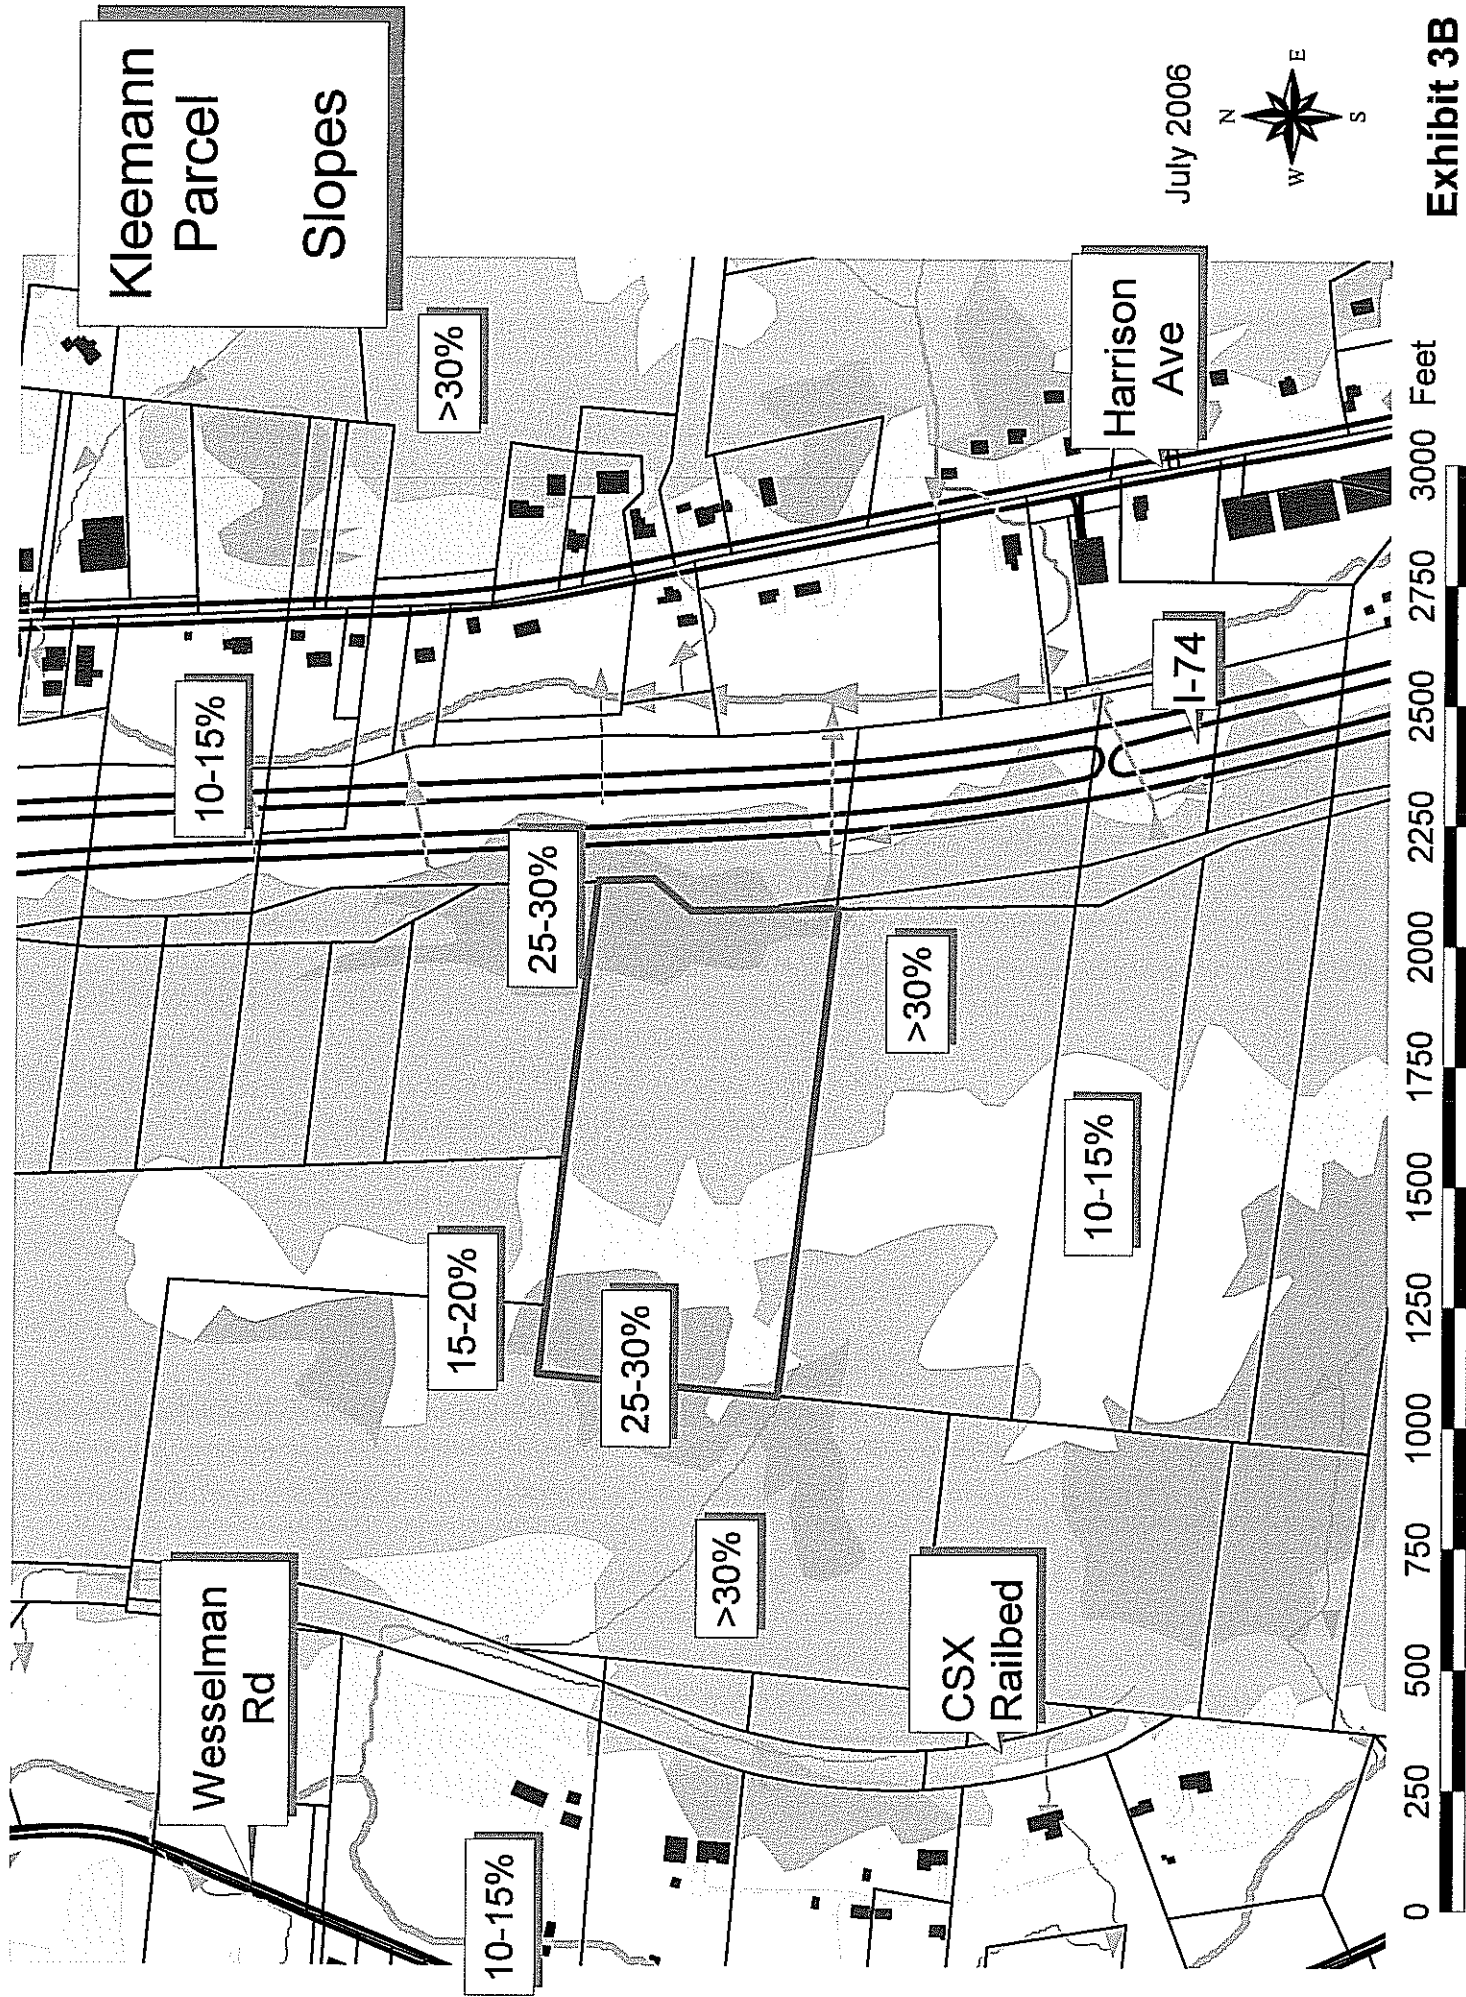 Kleemann
Parcel
Slopes
>30%
10-15%
Harrison
Ave
I-74
25-30%
>30%
15-20%
25-30%
10-15%
Wesselman
Rd
>30%
CSX
Railbed
10-15%
July 2006
N
W
E
S
0 250 500 750 1000 1250 1500 1750 2000 2250 2500 2750 3000 Feet
Exhibit 3B